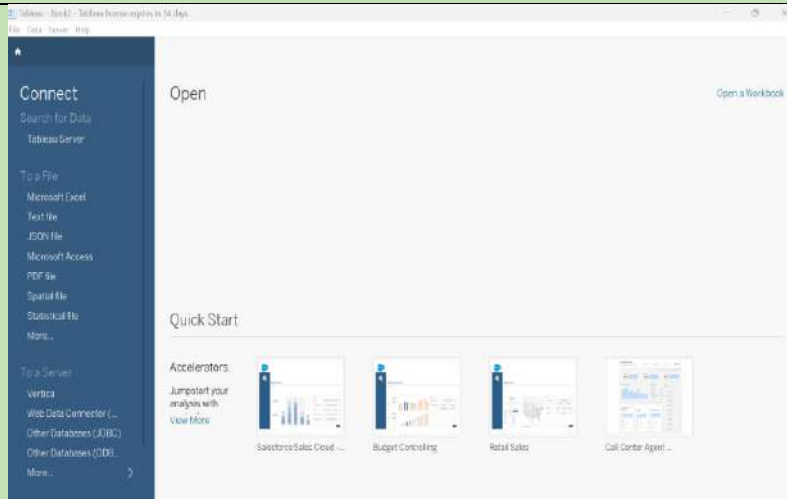 Tableau - Book2 - Tableau license expires in 14 days
File Data Server Help
Connect
Search for Data
Tableau Server
To a File
Microsoft Excel
Text file
JSON file
Microsoft Access
PDF file
Spatial file
Statistical file
More...
To a Server
Vertica
Web Data Connector (...
Other Databases (JDBC)
Other Databases (ODB...
More...
Open
Open a Workbook
Quick Start
Accelerators
Jumpstart your
analysis with
View More
Salesforce Sales Cloud -...
Budget Controlling
Retail Sales
Call Center Agent ...